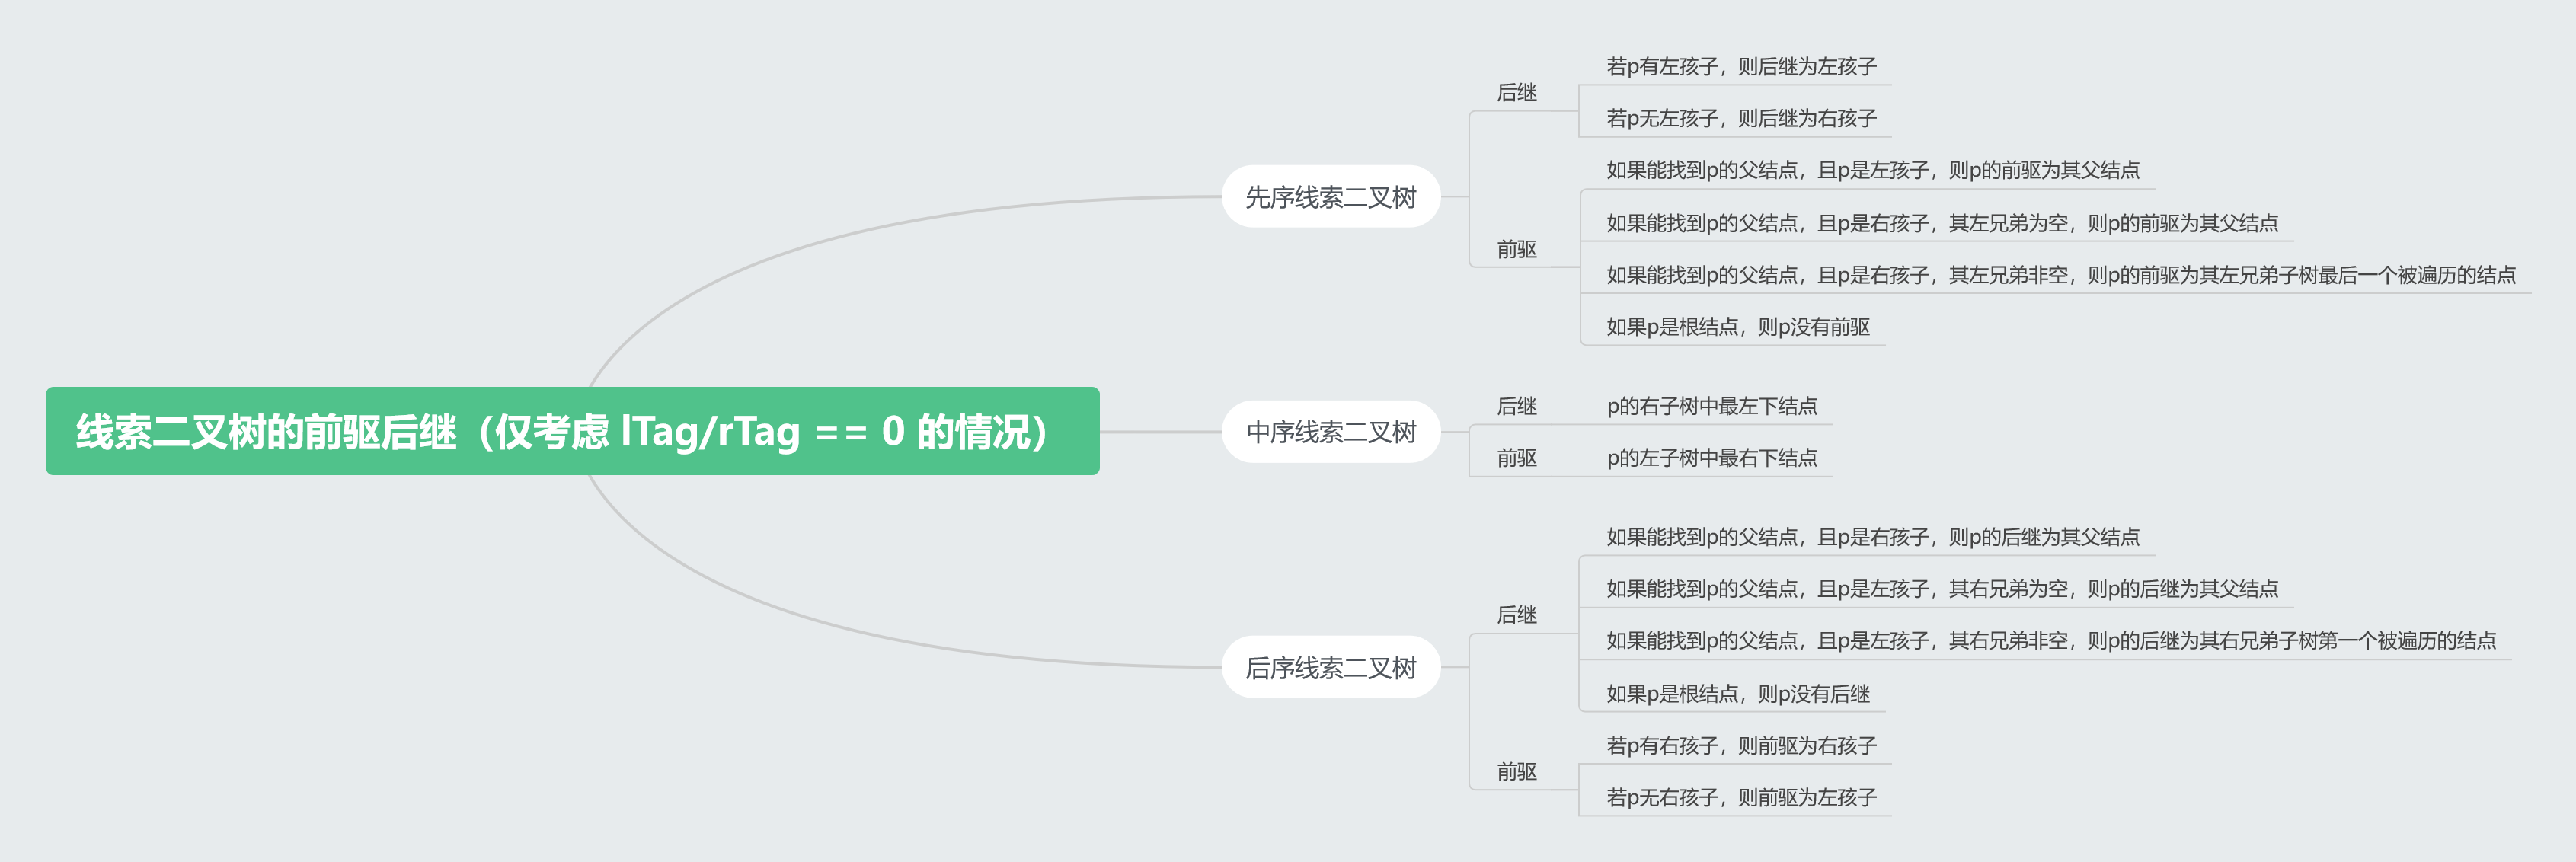 线索二叉树的前驱后继（仅考虑 lTag/rTag == 0 的情况）
先序线索二叉树
后继
若p有左孩子，则后继为左孩子
若p无左孩子，则后继为右孩子
前驱
如果能找到p的父结点，且p是左孩子，则p的前驱为其父结点
如果能找到p的父结点，且p是右孩子，其左兄弟为空，则p的前驱为其父结点
如果能找到p的父结点，且p是右孩子，其左兄弟非空，则p的前驱为其左兄弟子树最后一个被遍历的结点
如果p是根结点，则p没有前驱
中序线索二叉树
后继
p的右子树中最左下结点
前驱
p的左子树中最右下结点
后序线索二叉树
后继
如果能找到p的父结点，且p是右孩子，则p的后继为其父结点
如果能找到p的父结点，且p是左孩子，其右兄弟为空，则p的后继为其父结点
如果能找到p的父结点，且p是左孩子，其右兄弟非空，则p的后继为其右兄弟子树第一个被遍历的结点
如果p是根结点，则p没有后继
前驱
若p有右孩子，则前驱为右孩子
若p无右孩子，则前驱为左孩子